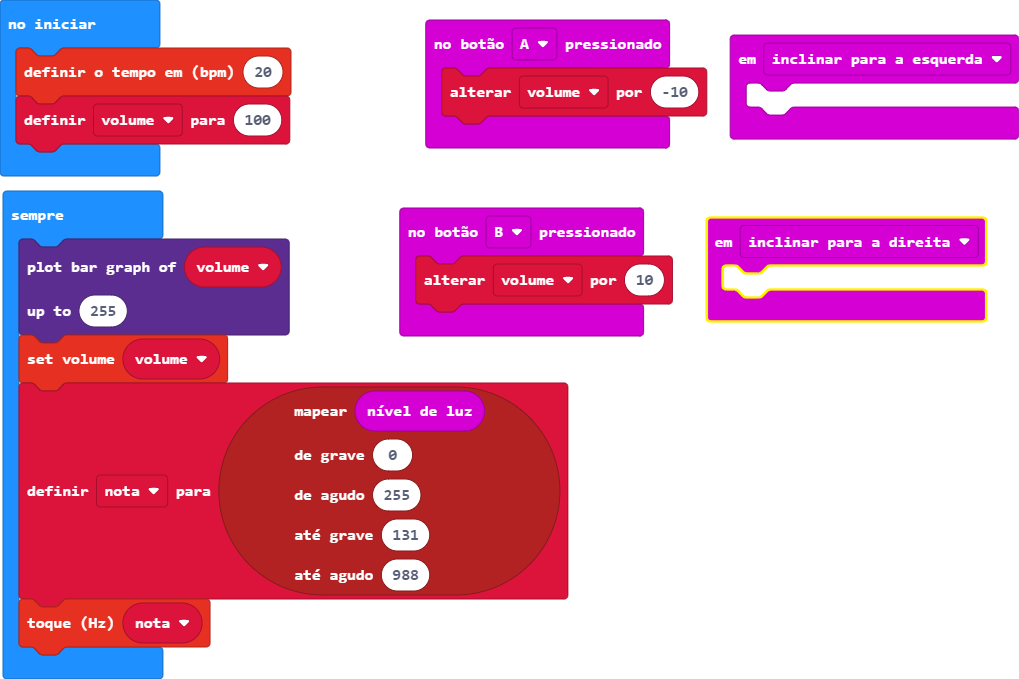 no iniciar
definir o tempo em (bpm) 20
definir volume para 100
no botão A pressionado
alterar volume por -10
em inclinar para a esquerda
sempre
plot bar graph of volume
up to 255
set volume volume
definir nota para
mapear nível de luz
de grave 0
de agudo 255
até grave 131
até agudo 988
toque (Hz) nota
no botão B pressionado
alterar volume por 10
em inclinar para a direita